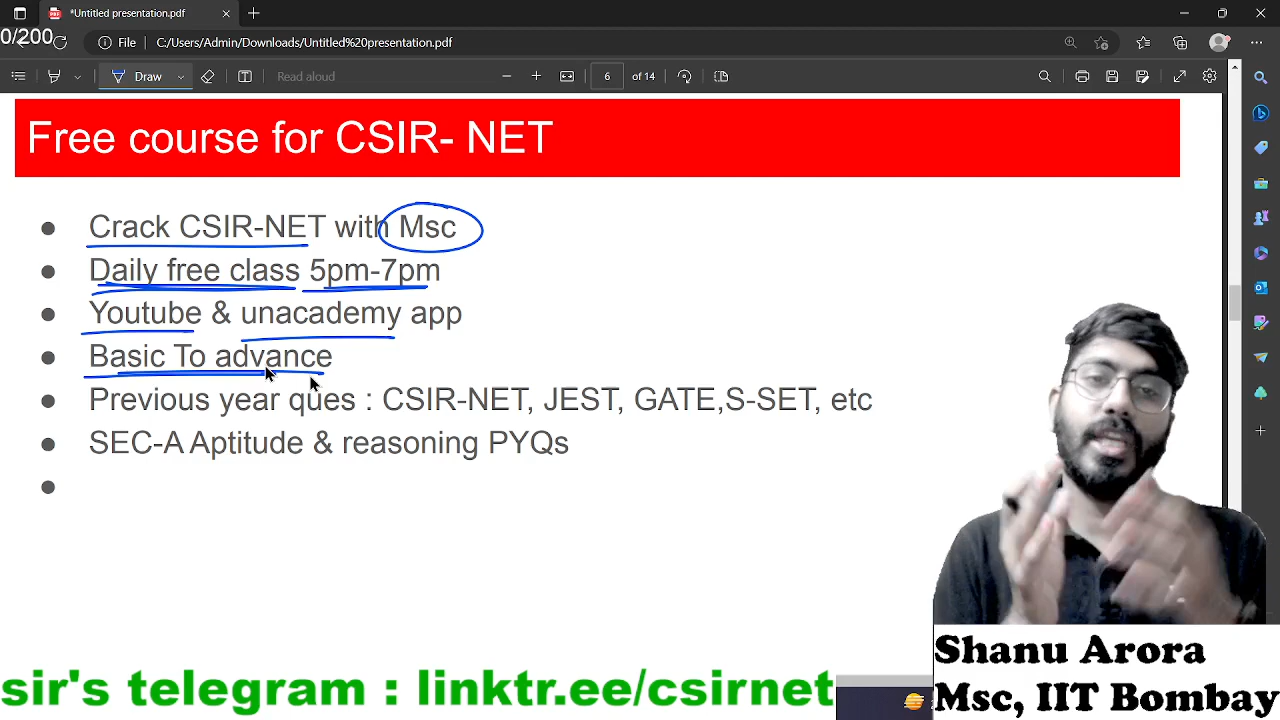 *Untitled presentation.pdf
0/200
File
C:/Users/Admin/Downloads/Untitled%20presentation.pdf
Draw
Read aloud
6
of 14
Free course for CSIR- NET
Crack CSIR-NET with Msc
Daily free class 5pm-7pm
Youtube & unacademy app
Basic To advance
Previous year ques : CSIR-NET, JEST, GATE,S-SET, etc
SEC-A Aptitude & reasoning PYQs
Shanu Arora
Msc, IIT Bombay
sir's telegram : linktr.ee/csirnet